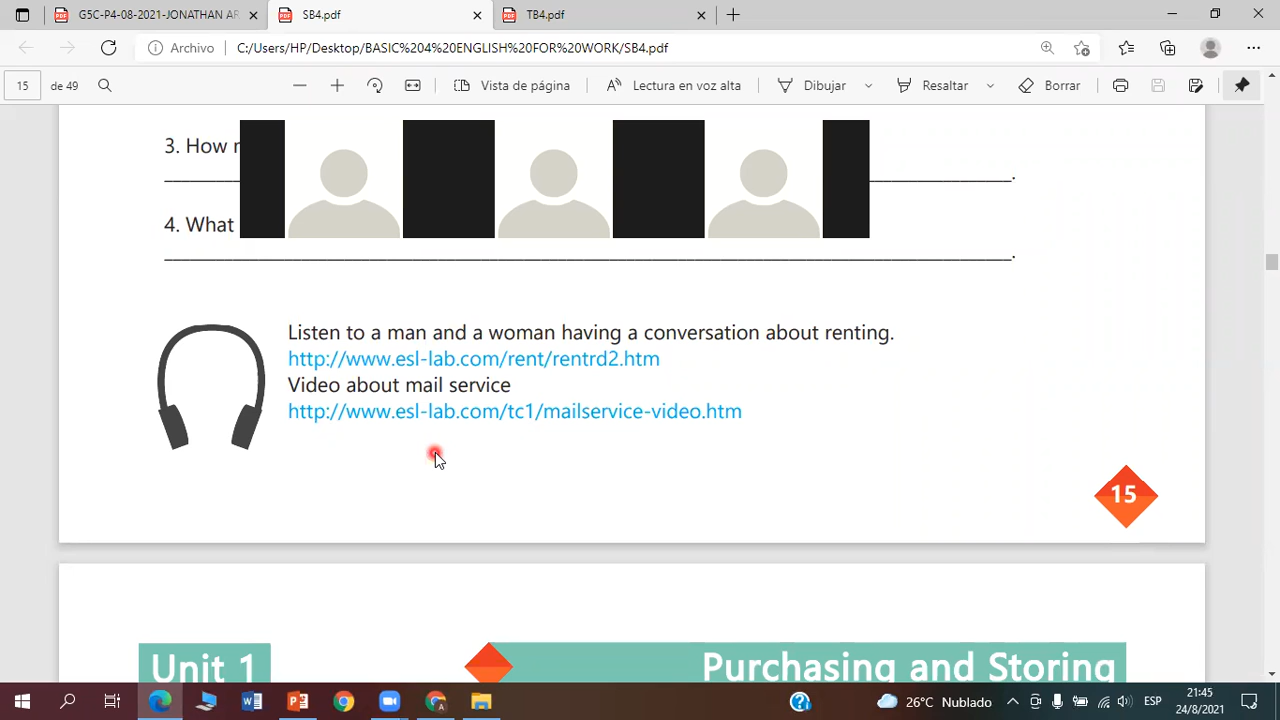 G5C-P4-08-2021-JONATHAN AR
SB4.pdf
TB4.pdf
Archivo
C:/Users/HP/Desktop/BASIC%204%20ENGLISH%20FOR%20WORK/SB4.pdf
15
de 49
Vista de página
Lectura en voz alta
Dibujar
Resaltar
Borrar
3. How
4. What
Listen to a man and a woman having a conversation about renting.
http://www.esl-lab.com/rent/rentrd2.htm
Video about mail service
http://www.esl-lab.com/tc1/mailservice-video.htm
15
Unit 1
Purchasing and Storing
26°C Nublado
ESP
21:45
24/8/2021